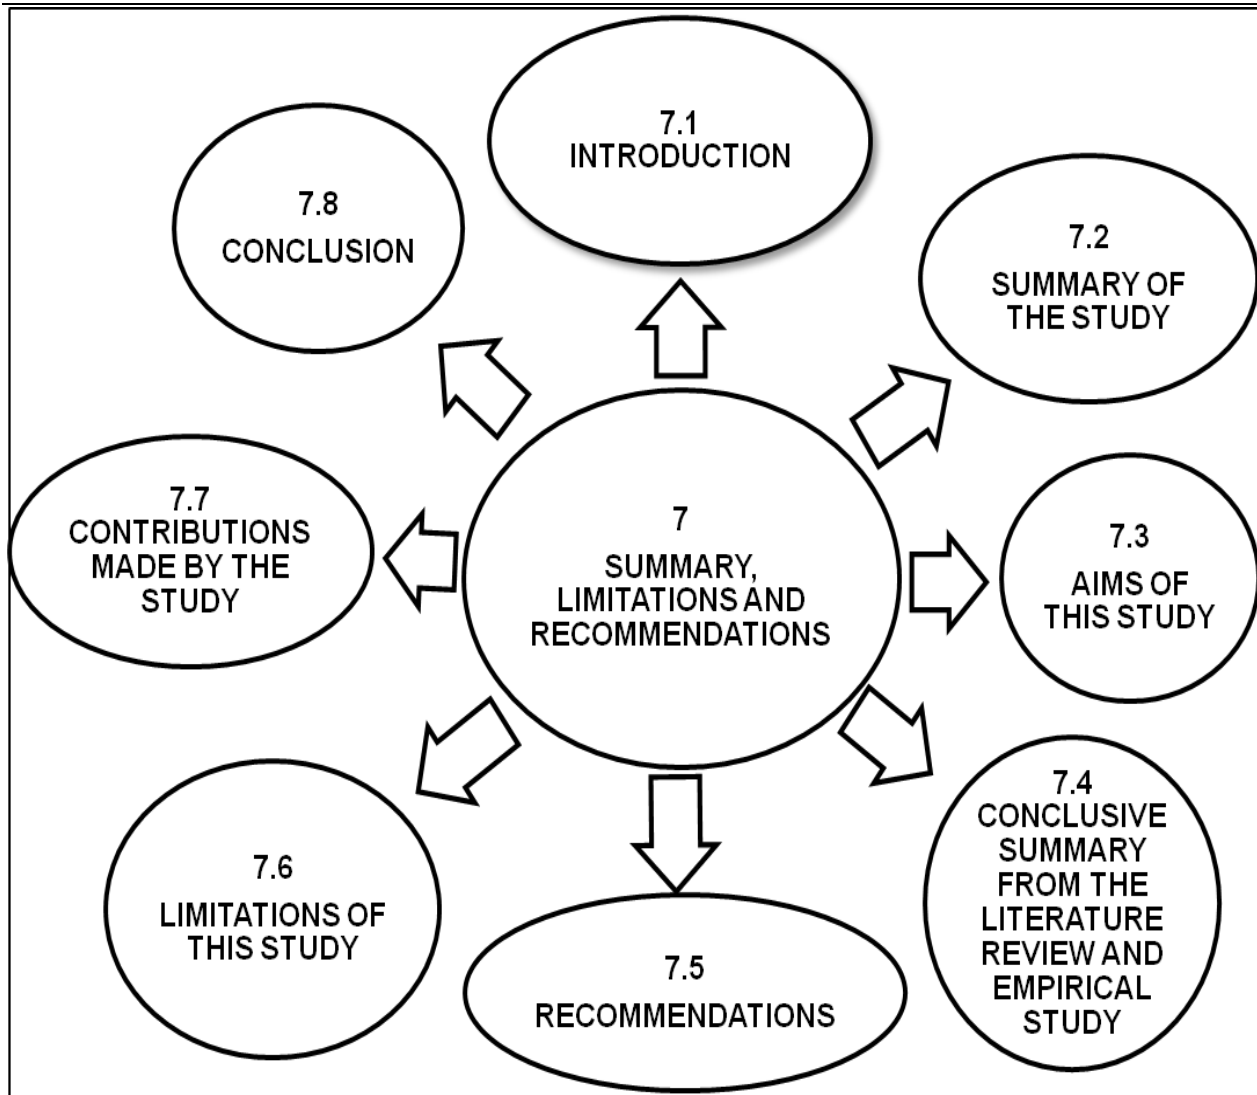 7.1
INTRODUCTION
7.2
SUMMARY OF
THE STUDY
7.3
AIMS OF
THIS STUDY
7.4
CONCLUSIVE
SUMMARY
FROM THE
LITERATURE
REVIEW AND
EMPIRICAL
STUDY
7.5
RECOMMENDATIONS
7.6
LIMITATIONS OF
THIS STUDY
7.7
CONTRIBUTIONS
MADE BY THE
STUDY
7.8
CONCLUSION
7
SUMMARY,
LIMITATIONS AND
RECOMMENDATIONS